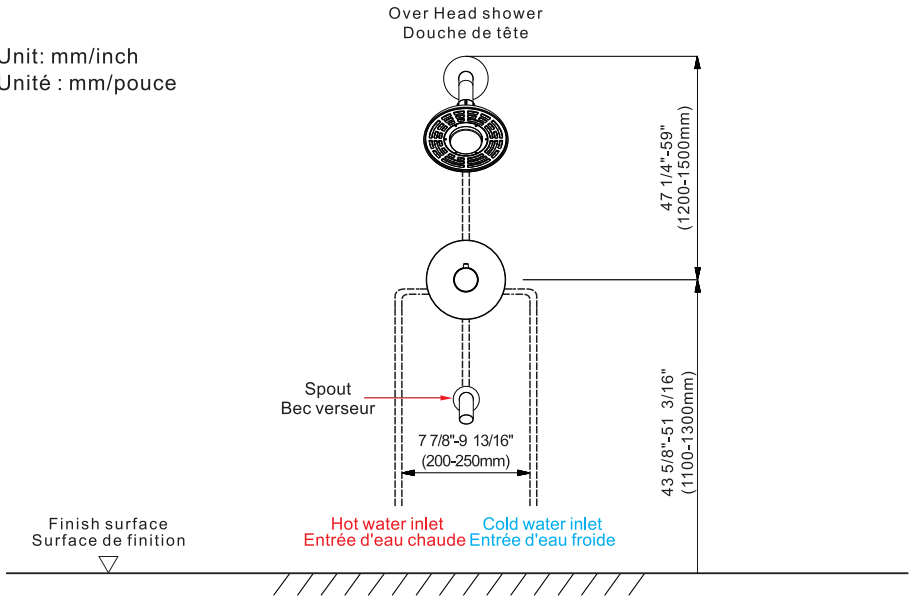 Over Head shower
Douche de tête
Unit: mm/inch
Unité : mm/pouce
47 1/4"-59"
(1200-1500mm)
Spout
Bec verseur
7 7/8"-9 13/16"
(200-250mm)
43 5/8"-51 3/16"
(1100-1300mm)
Hot water inlet
Entrée d'eau chaude
Cold water inlet
Entrée d'eau froide
Finish surface
Surface de finition